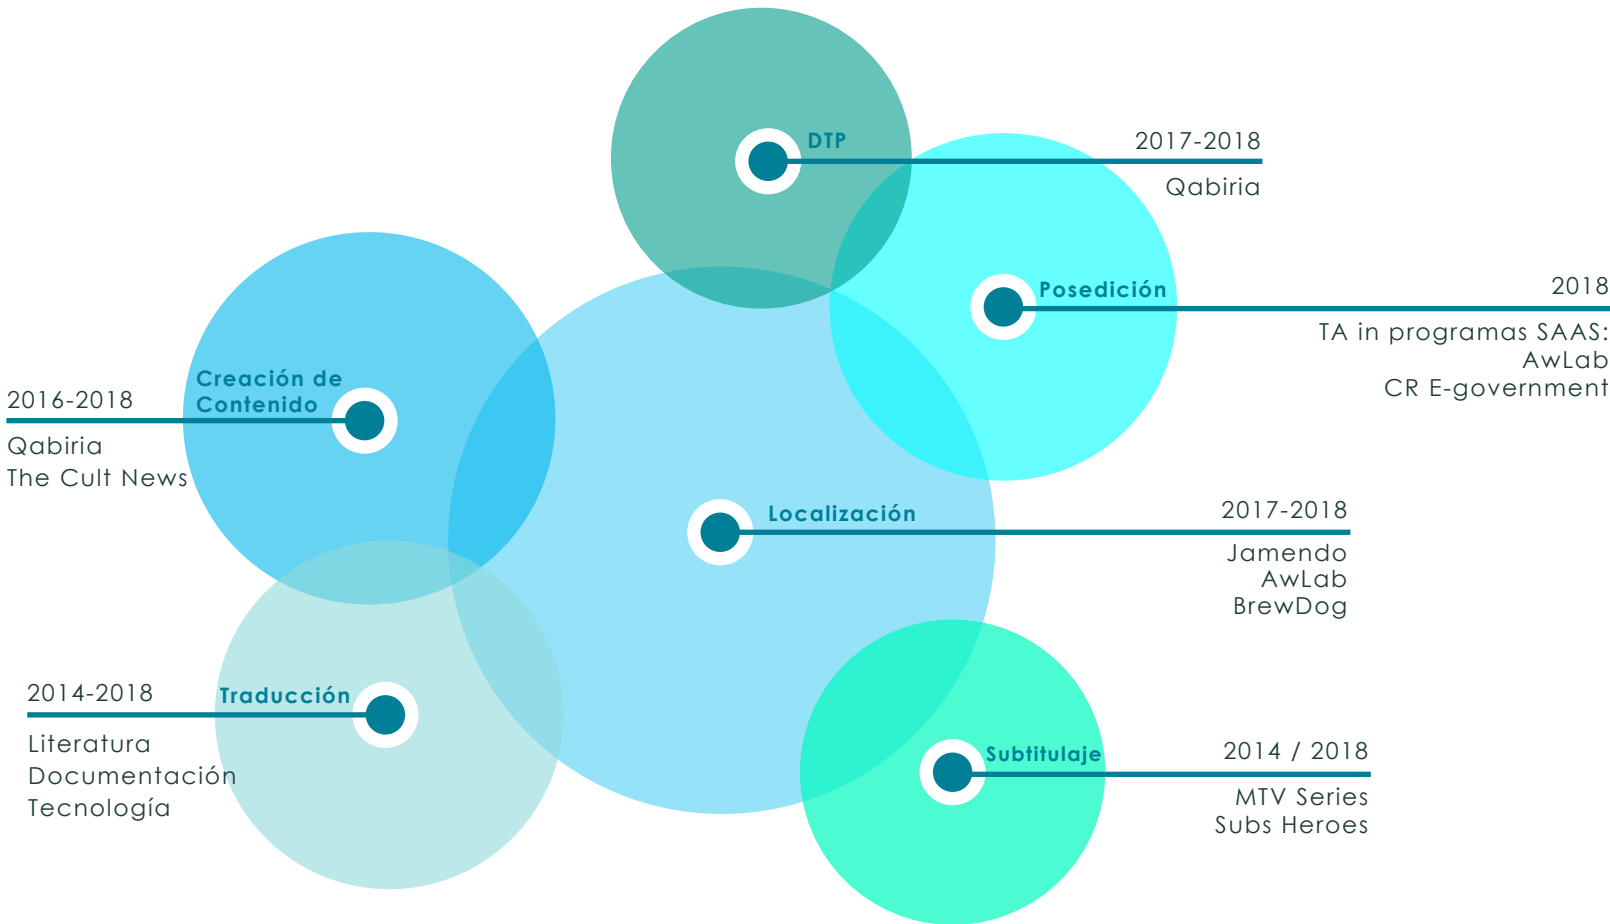 DTP
2017-2018
Qabiria
Posedición
2018
TA in programas SAAS:
AwLab
CR E-government
Creación de
Contenido
2016-2018
Qabiria
The Cult News
Localización
2017-2018
Jamendo
AwLab
BrewDog
2014-2018
Traducción
Literatura
Documentación
Tecnología
Subtitulaje
2014 / 2018
MTV Series
Subs Heroes